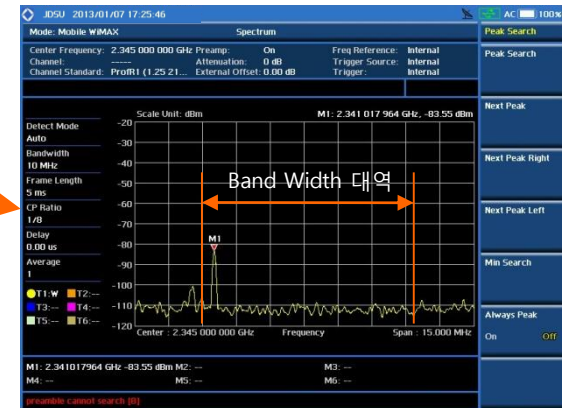 JDSU 2013/01/07 17:25:46
AC 100%
Mode: Mobile WiMAX Spectrum
Peak Search
Center Frequency: 2.345 000 000 GHz Preamp: On Freq Reference: Internal
Channel: ----- Attenuation: 0 dB Trigger Source: Internal
Channel Standard: ProfR1 (1.25 21... External Offset: 0.00 dB Trigger: Internal
Peak Search
Scale Unit: dBm M1: 2.341 017 964 GHz, -83.55 dBm
Next Peak
Detect Mode
Auto
Bandwidth
10 MHz
Frame Length
5 ms
CP Ratio
1/8
Delay
0.00 us
Average
1
T1:W T2:--
T3:-- T4:--
T5:-- T6:--
-20
-30
-40
-50
-60
-70
-80
-90
-100
-110
-120
Band Width 대역
M1
Center : 2.345 000 000 GHz Frequency Span : 15.000 MHz
Next Peak Right
Next Peak Left
Min Search
Always Peak
On Off
M1: 2.341017964 GHz -83.55 dBm M2: -- M3: --
M4: -- M5: -- M6: --
preamble cannot search [0]